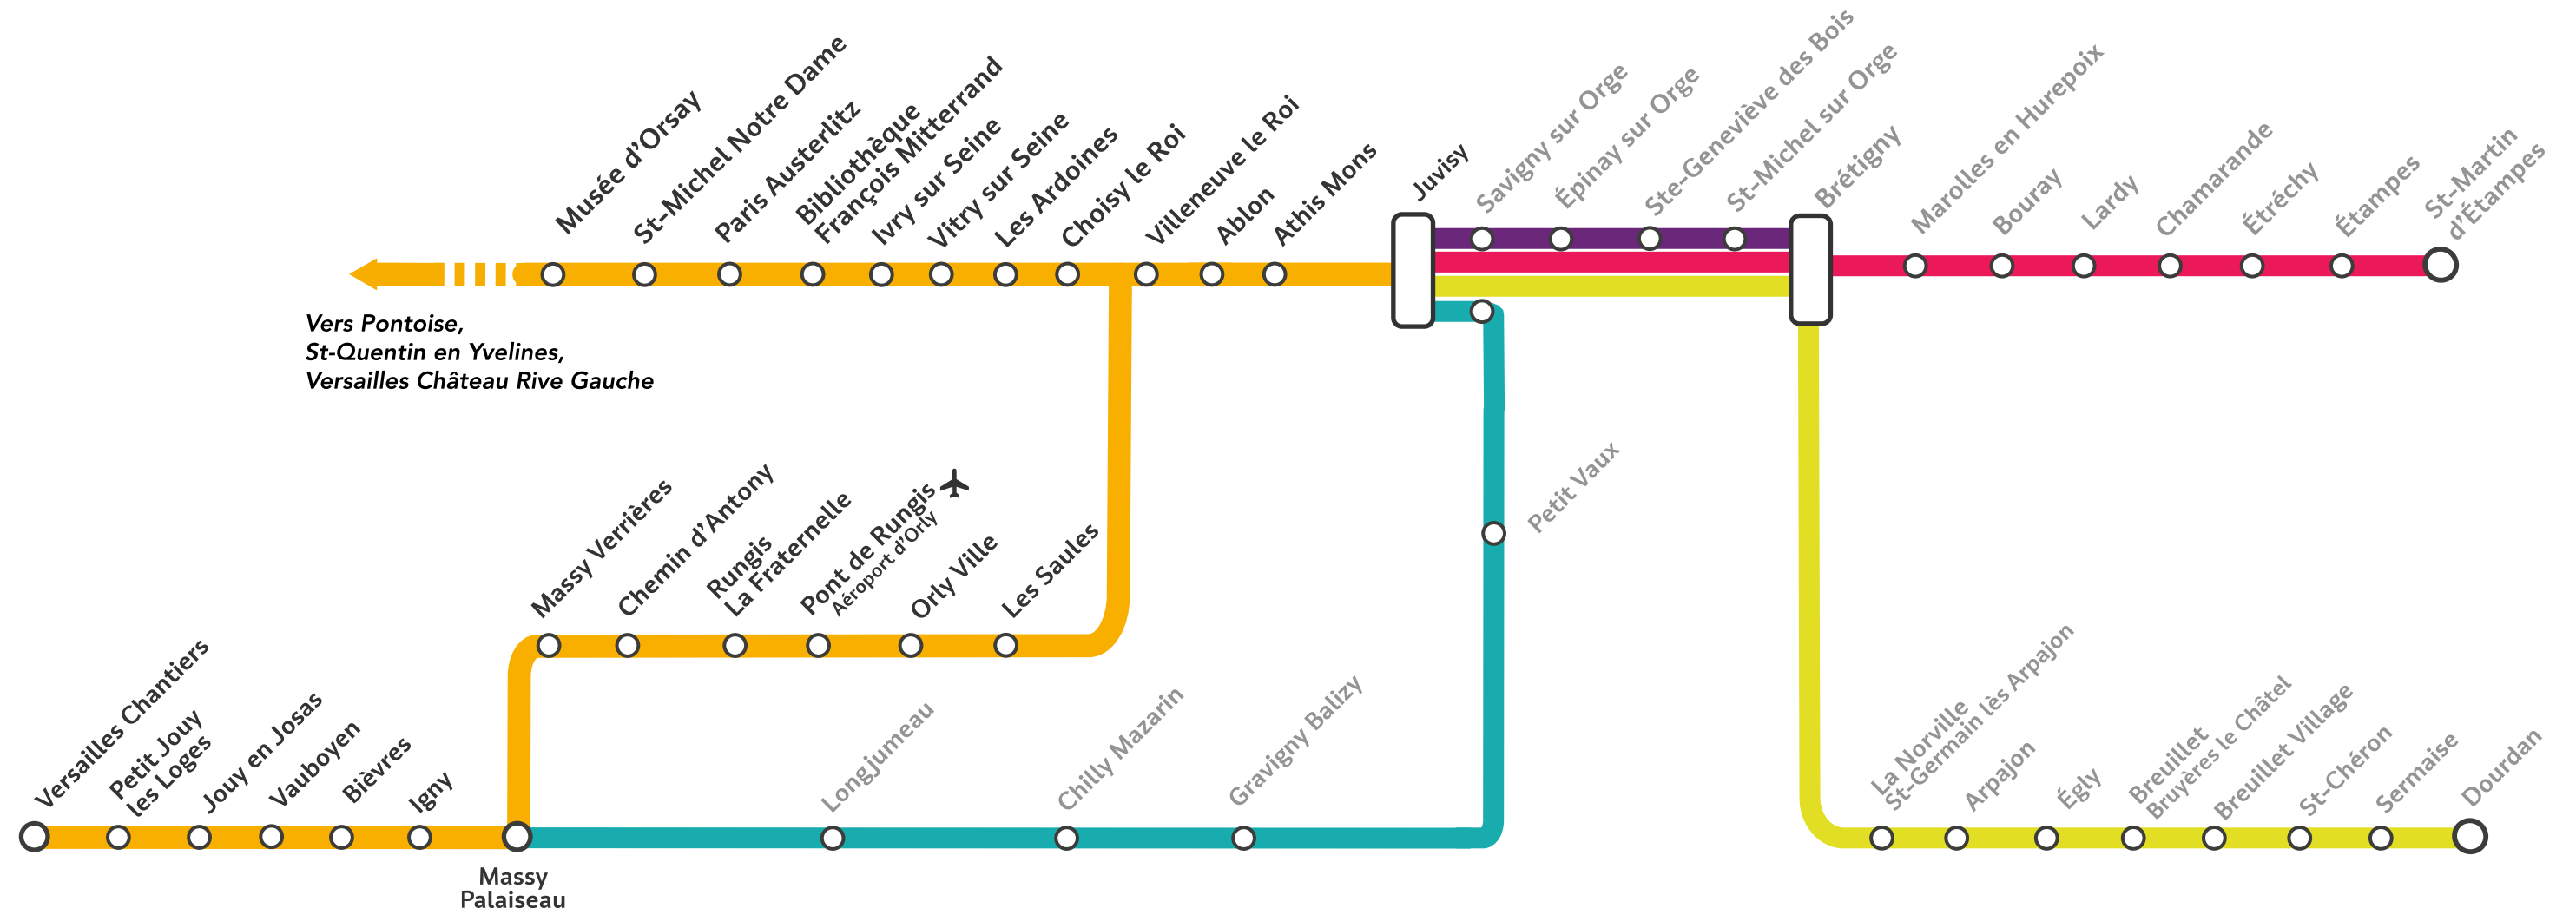 Musée d'Orsay
St-Michel Notre Dame
Paris Austerlitz
Bibliothèque
François Mitterrand
Ivry sur Seine
Vitry sur Seine
Les Ardoines
Choisy le Roi
Villeneuve le Roi
Ablon
Athis Mons
Juvisy
Savigny sur Orge
Épinay sur Orge
Ste-Geneviève des Bois
St-Michel sur Orge
Brétigny
Marolles en Hurepoix
Bouray
Lardy
Chamarande
Étréchy
Étampes
St-Martin
d'Étampes
Vers Pontoise,
St-Quentin en Yvelines,
Versailles Château Rive Gauche
Massy Verrières
Chemin d'Antony
Rungis
La Fraternelle
Pont de Rungis
Aéroport d'Orly
Orly Ville
Les Saules
Petit Vaux
Versailles Chantiers
Petit Jouy
les Loges
Jouy en Josas
Vauboyen
Bièvres
Igny
Massy
Palaiseau
Longjumeau
Chilly Mazarin
Gravigny Balizy
La Norville
St-Germain lès Arpajon
Arpajon
Égly
Breuillet
Bruyères le Châtel
Breuillet Village
St-Chéron
Sermaise
Dourdan